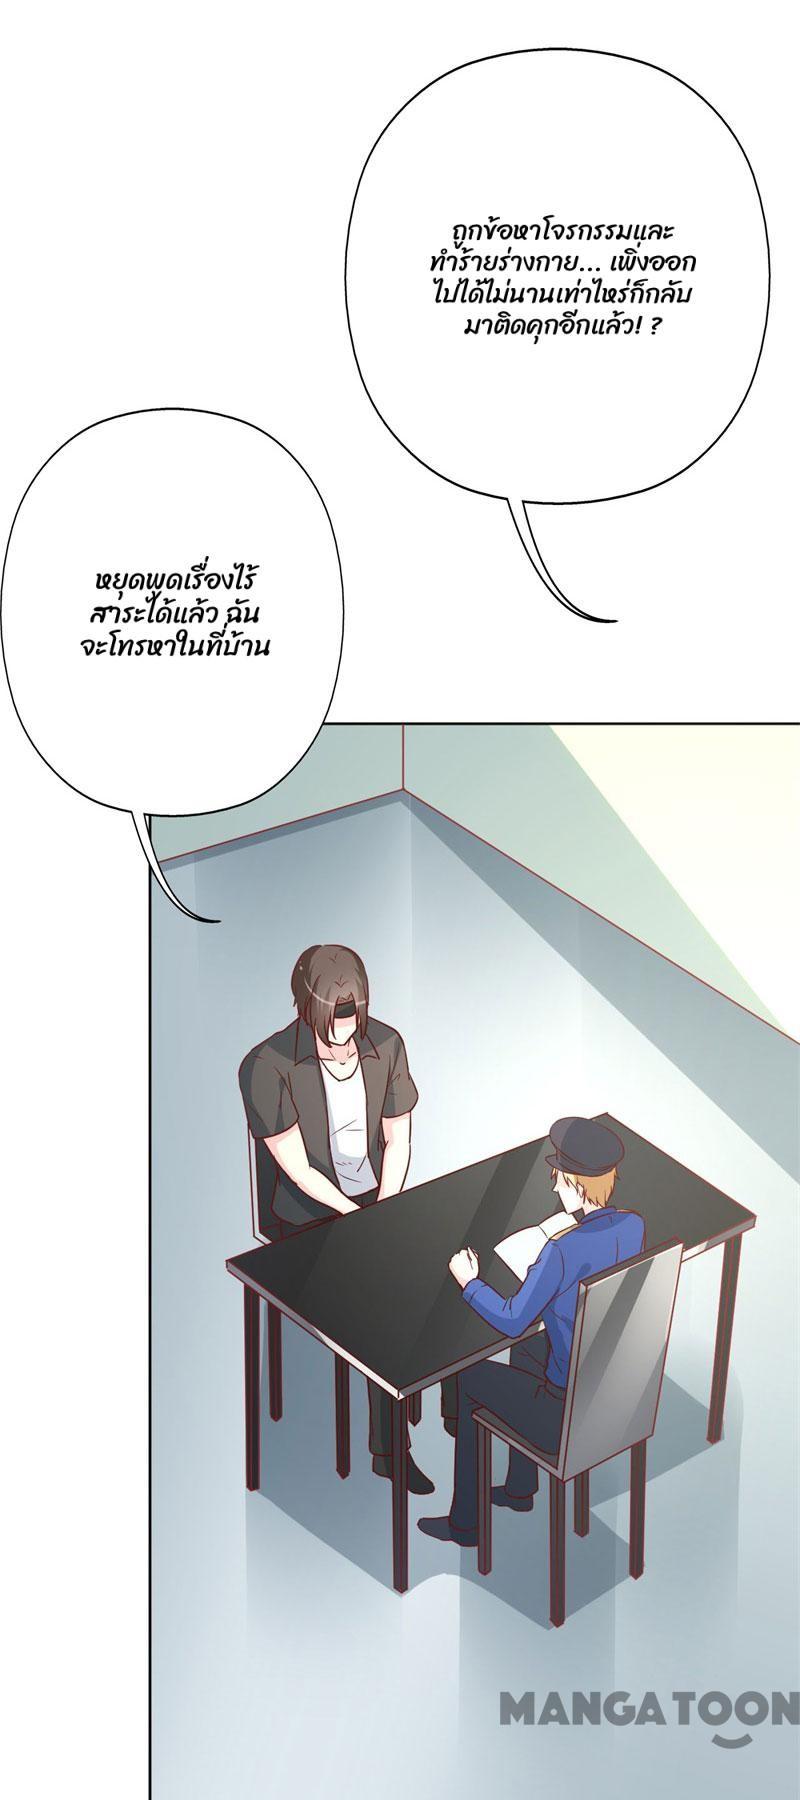 ถูกข้อหาโจรกรรมและ
ทำร้ายร่างกาย... เพิ่งออก
ไปได้ไม่นานเท่าไหร่ก็กลับ
มาติดคุกอีกแล้ว! ?
หยุดพูดเรื่องไร้
สาระได้แล้ว ฉัน
จะโทรหาในที่บ้าน
MANGATOON